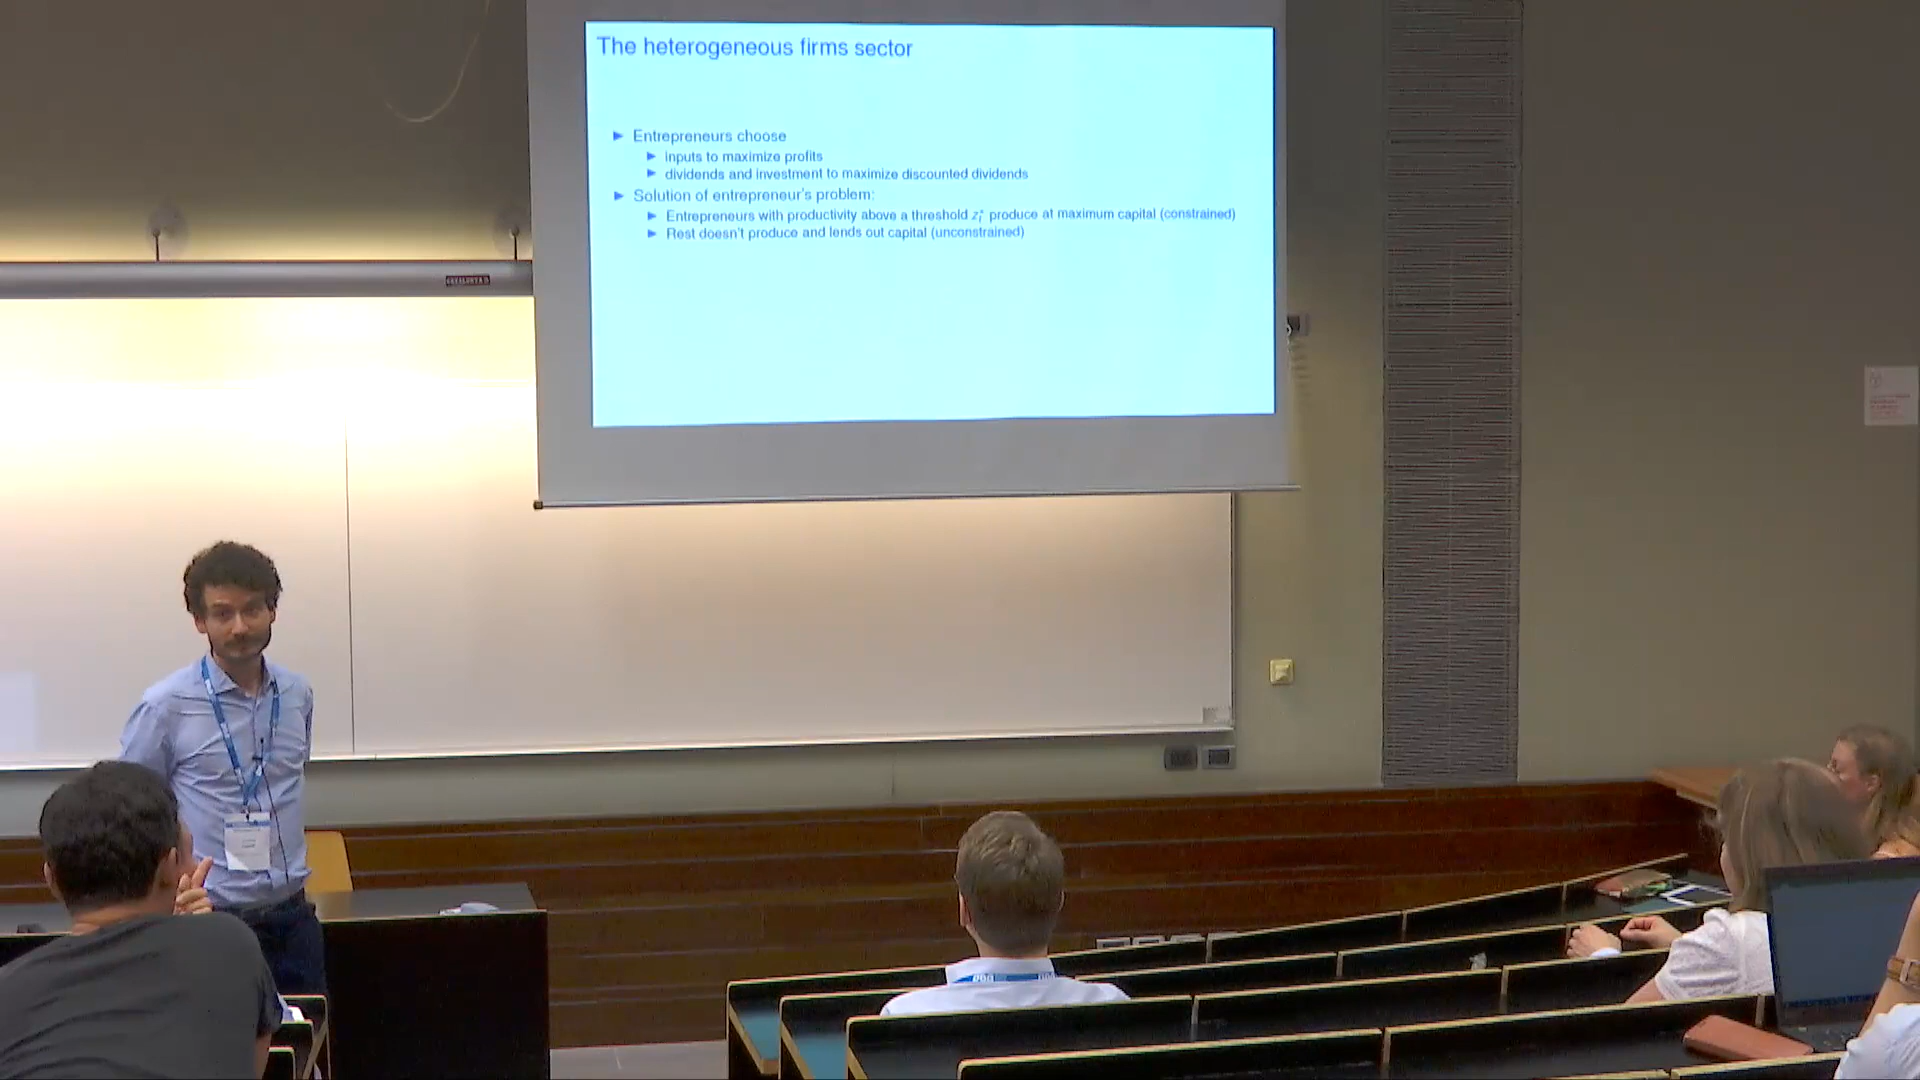 The heterogeneous firms sector
► Entrepreneurs choose
► inputs to maximize profits
► dividends and investment to maximize discounted dividends
► Solution of entrepreneur's problem:
► Entrepreneurs with productivity above a threshold z*t produce at maximum capital (constrained)
► Rest doesn't produce and lends out capital (unconstrained)